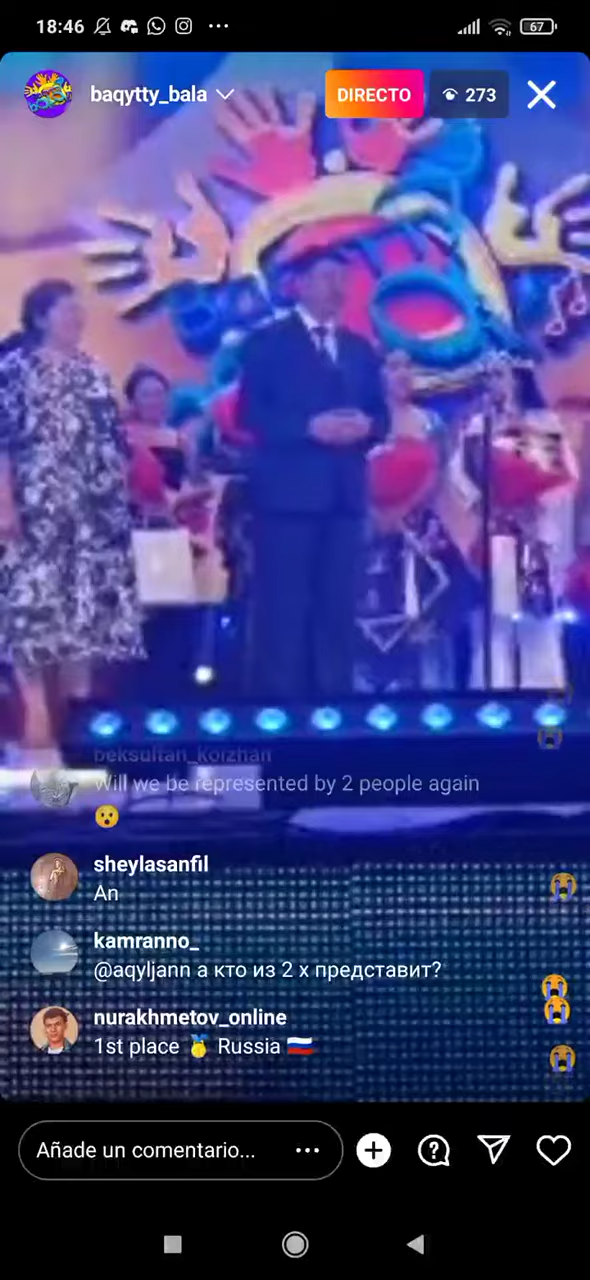 18:46
67
baqytty_bala
DIRECTO
273
beksultan_koizhan
Will we be represented by 2 people again
😮
sheylasanfil
An
kamranno_
@aqyljann а кто из 2 х представит?
nurakhmetov_online
1st place 🥇 Russia 🇷🇺
Añade un comentario...